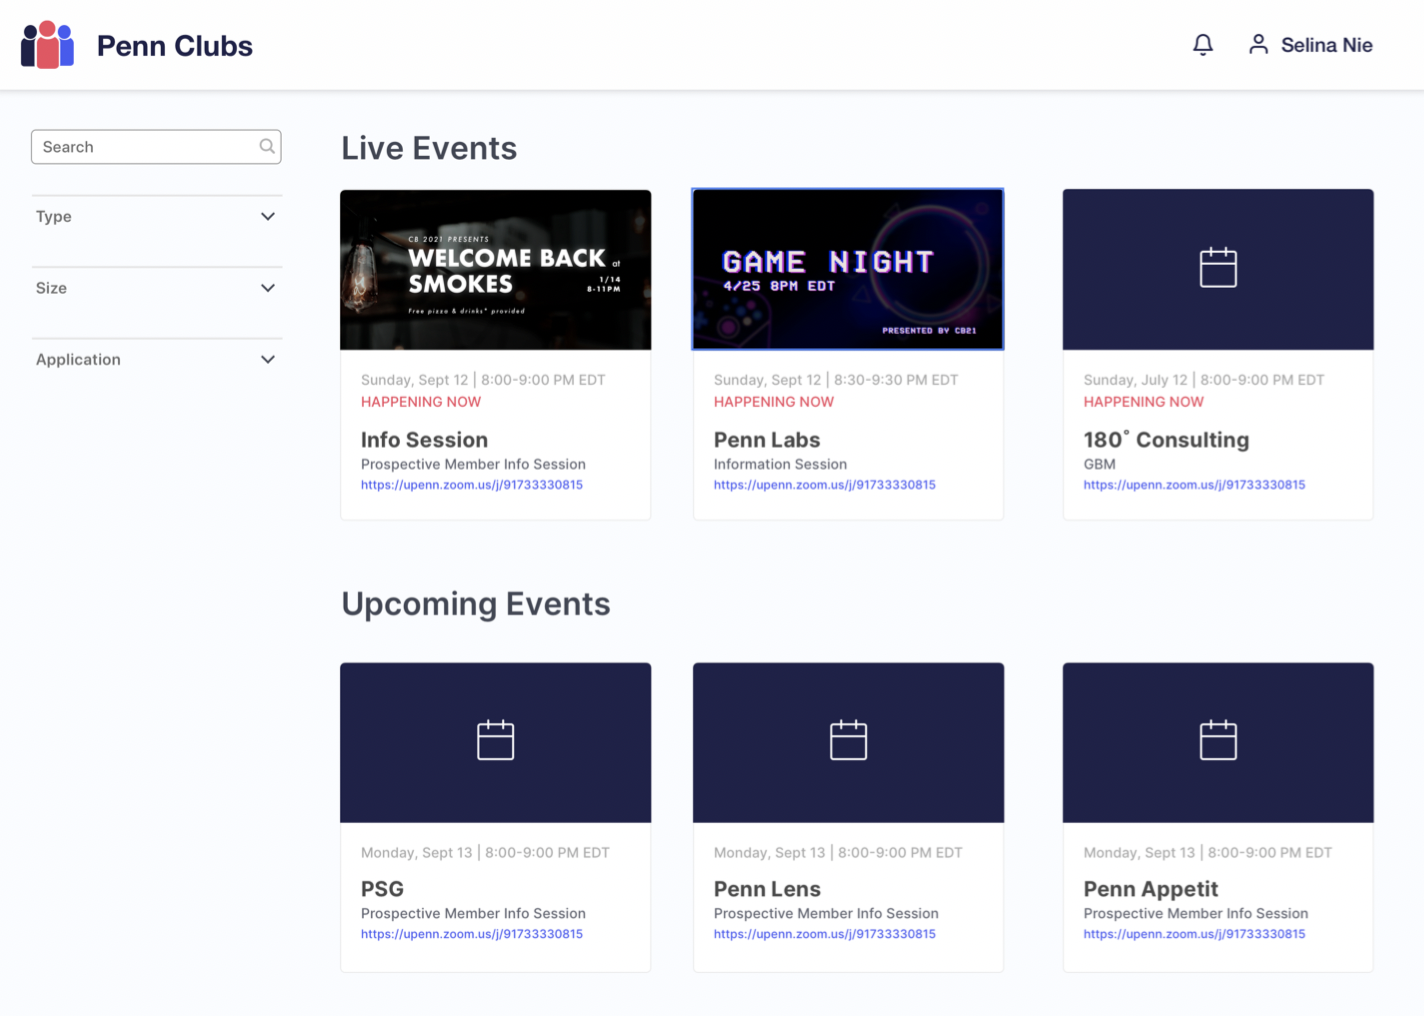 Penn Clubs
Selina Nie
Search
Type
Size
Application
Live Events
CB 2021 PRESENTS
WELCOME BACK at
SMOKES
1/14
8-11PM
Free pizza & drinks* provided
Sunday, Sept 12 | 8:00-9:00 PM EDT
HAPPENING NOW
Info Session
Prospective Member Info Session
https://upenn.zoom.us/j/91733330815
GAME NIGHT
4/25 8PM EDT
PRESENTED BY CB21
Sunday, Sept 12 | 8:30-9:30 PM EDT
HAPPENING NOW
Penn Labs
Information Session
https://upenn.zoom.us/j/91733330815
Sunday, July 12 | 8:00-9:00 PM EDT
HAPPENING NOW
180˚ Consulting
GBM
https://upenn.zoom.us/j/91733330815
Upcoming Events
Monday, Sept 13 | 8:00-9:00 PM EDT
PSG
Prospective Member Info Session
https://upenn.zoom.us/j/91733330815
Monday, Sept 13 | 8:00-9:00 PM EDT
Penn Lens
Prospective Member Info Session
https://upenn.zoom.us/j/91733330815
Monday, Sept 13 | 8:00-9:00 PM EDT
Penn Appetit
Prospective Member Info Session
https://upenn.zoom.us/j/91733330815